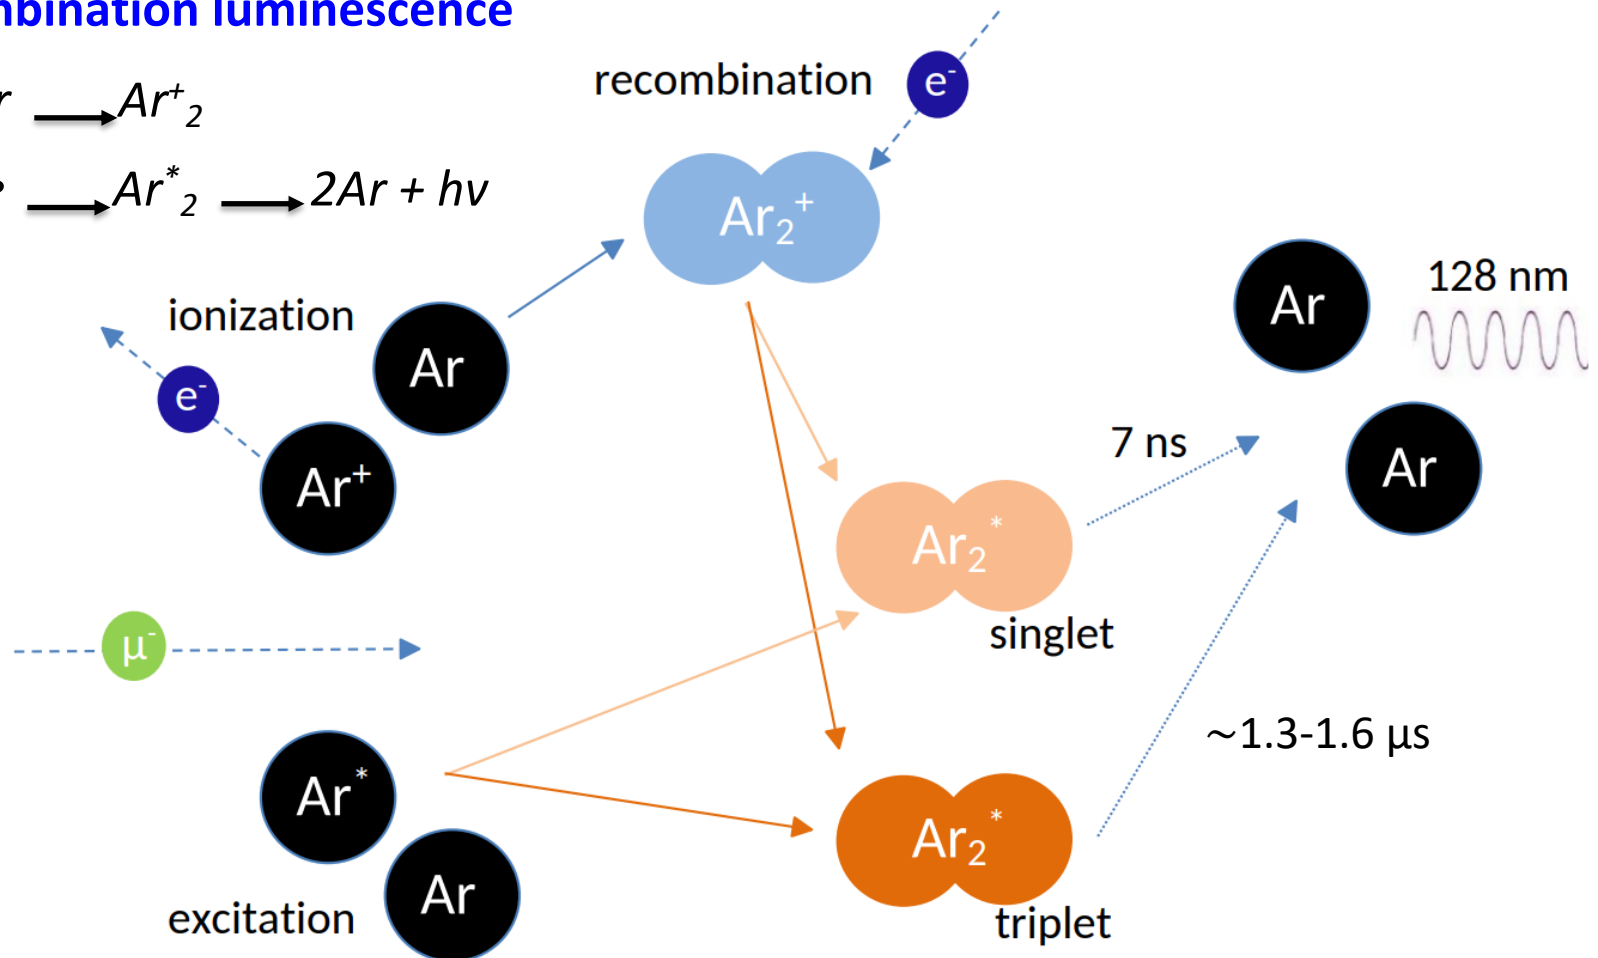 mbination luminescence
r ⟶ Ar⁺₂
⟶ Ar*₂ ⟶ 2Ar + hν
recombination
e⁻
Ar₂⁺
ionization
e⁻
Ar
Ar⁺
Ar
128 nm
Ar
7 ns
Ar₂*
singlet
μ⁻
~1.3-1.6 μs
Ar*
Ar
excitation
Ar₂*
triplet